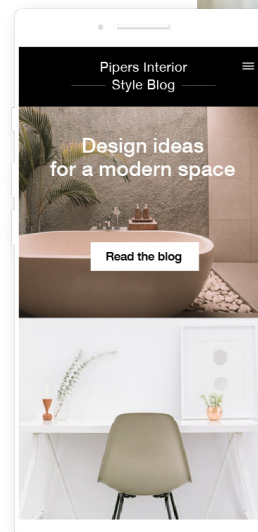 Pipers Interior
Style Blog
Design ideas
for a modern space
Read the blog